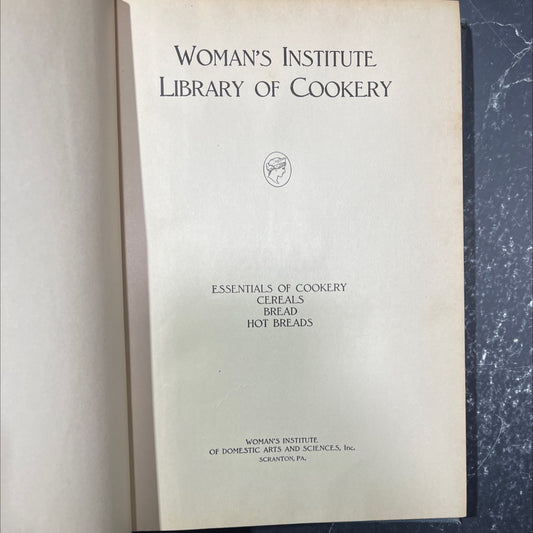 WOMAN'S INSTITUTE
LIBRARY OF COOKERY
ESSENTIALS OF COOKERY
CEREALS
BREAD
HOT BREADS
WOMAN'S INSTITUTE
OF DOMESTIC ARTS AND SCIENCES, Inc.
SCRANTON, PA.